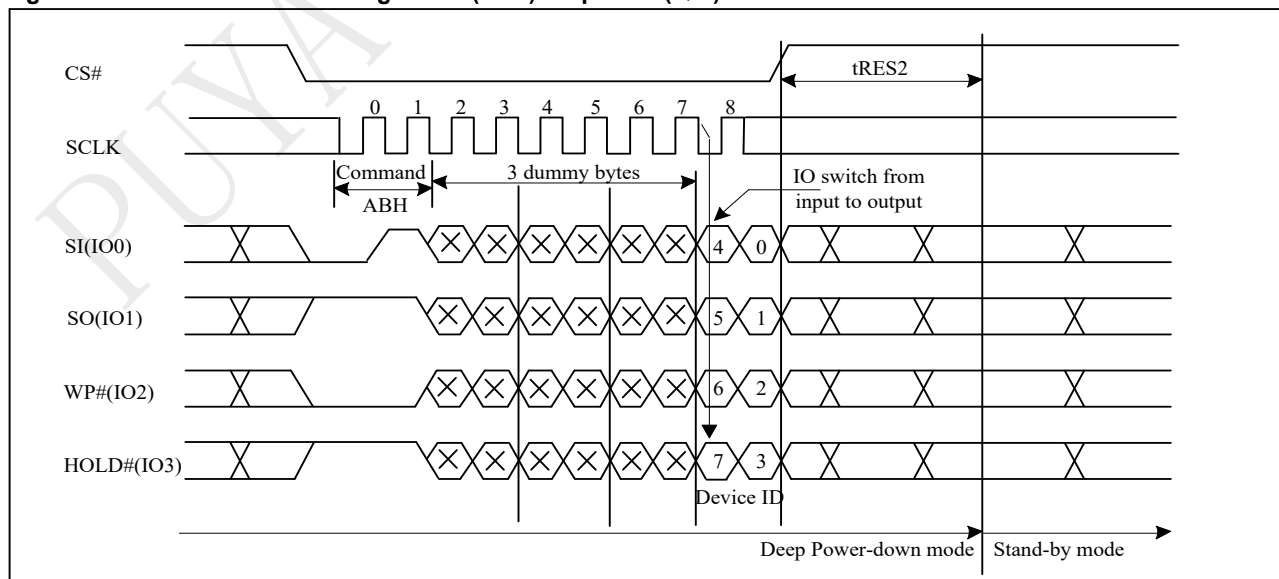 PUYA
CS#
tRES2
0 1 2 3 4 5 6 7 8
SCLK
Command
3 dummy bytes
IO switch from
input to output
ABH
SI(IO0)
4 0
SO(IO1)
5 1
WP#(IO2)
6 2
HOLD#(IO3)
7 3
Device ID
Deep Power-down mode
Stand-by mode